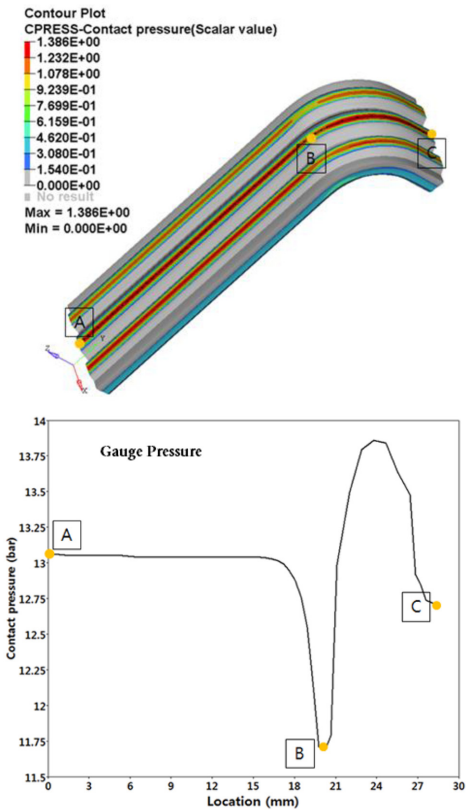 Contour Plot
CPRESS-Contact pressure(Scalar value)
1.386E+00
1.232E+00
1.078E+00
9.239E-01
7.699E-01
6.159E-01
4.620E-01
3.080E-01
1.540E-01
0.000E+00
No result
Max = 1.386E+00
Min = 0.000E+00
B
C
A
Y
Z
X
14
13.75
13.5
13.25
13
12.75
12.5
12.25
12
11.75
11.5
Gauge Pressure
A
C
B
Contact pressure (bar)
0 3 6 9 12 15 18 21 24 27 30
Location (mm)